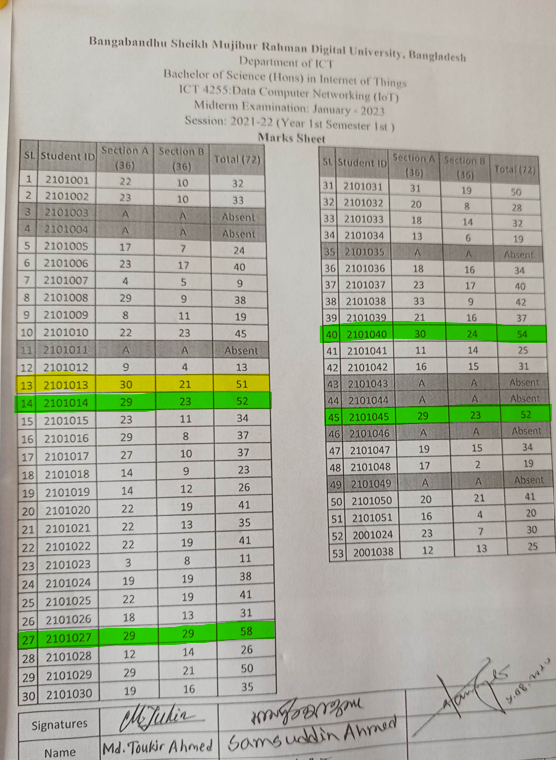 Bangabandhu Sheikh Mujibur Rahman Digital University, Bangladesh
Department of ICT
Bachelor of Science (Hons) in Internet of Things
ICT 4255:Data Computer Networking (IoT)
Midterm Examination: January - 2023
Session: 2021-22 (Year 1st Semester 1st )
Marks Sheet
SL Student ID Section A (36) Section B (36) Total (72)
1 2101001 22 10 32
2 2101002 23 10 33
3 2101003 A A Absent
4 2101004 A A Absent
5 2101005 17 7 24
6 2101006 23 17 40
7 2101007 4 5 9
8 2101008 29 9 38
9 2101009 8 11 19
10 2101010 22 23 45
11 2101011 A A Absent
12 2101012 9 4 13
13 2101013 30 21 51
14 2101014 29 23 52
15 2101015 23 11 34
16 2101016 29 8 37
17 2101017 27 10 37
18 2101018 14 9 23
19 2101019 14 12 26
20 2101020 22 19 41
21 2101021 22 13 35
22 2101022 22 19 41
23 2101023 3 8 11
24 2101024 19 19 38
25 2101025 22 19 41
26 2101026 18 13 31
27 2101027 29 29 58
28 2101028 12 14 26
29 2101029 29 21 50
30 2101030 19 16 35
SL Student ID Section A (36) Section B (36) Total (72)
31 2101031 31 19 50
32 2101032 20 8 28
33 2101033 18 14 32
34 2101034 13 6 19
35 2101035 A A Absent
36 2101036 18 16 34
37 2101037 23 17 40
38 2101038 33 9 42
39 2101039 21 16 37
40 2101040 30 24 54
41 2101041 11 14 25
42 2101042 16 15 31
43 2101043 A A Absent
44 2101044 A A Absent
45 2101045 29 23 52
46 2101046 A A Absent
47 2101047 19 15 34
48 2101048 17 2 19
49 2101049 A A Absent
50 2101050 20 21 41
51 2101051 16 4 20
52 2001024 23 7 30
53 2001038 12 13 25
Signatures
Name Md. Toukir Ahmed Samsuddin Ahmed